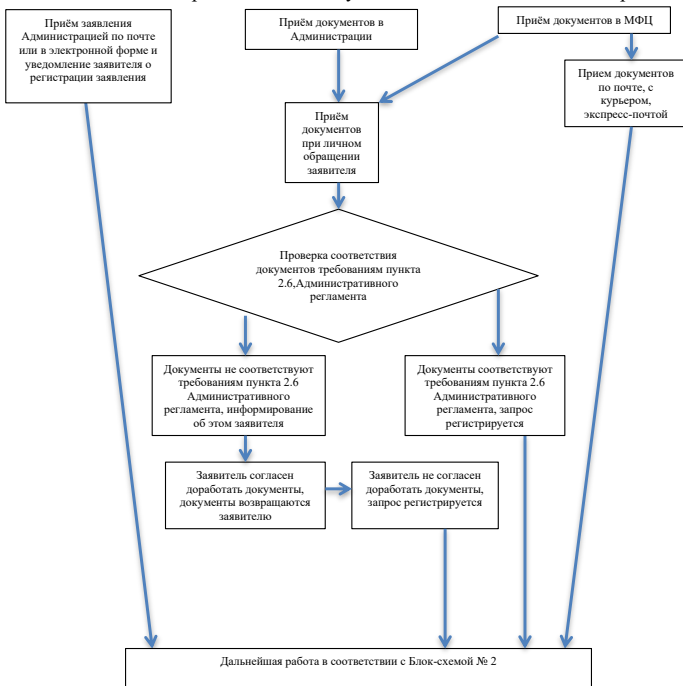 Приём заявления
Администрацией по почте
или в электронной форме и
уведомление заявителя о
регистрации заявления
Приём документов в
Администрации
Приём документов в МФЦ
Прием документов
по почте, с
курьером,
экспресс-почтой
Приём
документов
при личном
обращении
заявителя
Проверка соответствия
документов требованиям пункта
2.6,Административного
регламента
Документы не соответствуют
требованиям пункта 2.6
Административного
регламента, информирование
об этом заявителя
Документы соответствуют
требованиям пункта 2.6
Административного
регламента, запрос
регистрируется
Заявитель согласен
доработать документы,
документы возвращаются
заявителю
Заявитель не согласен
доработать документы,
запрос регистрируется
Дальнейшая работа в соответствии с Блок-схемой № 2